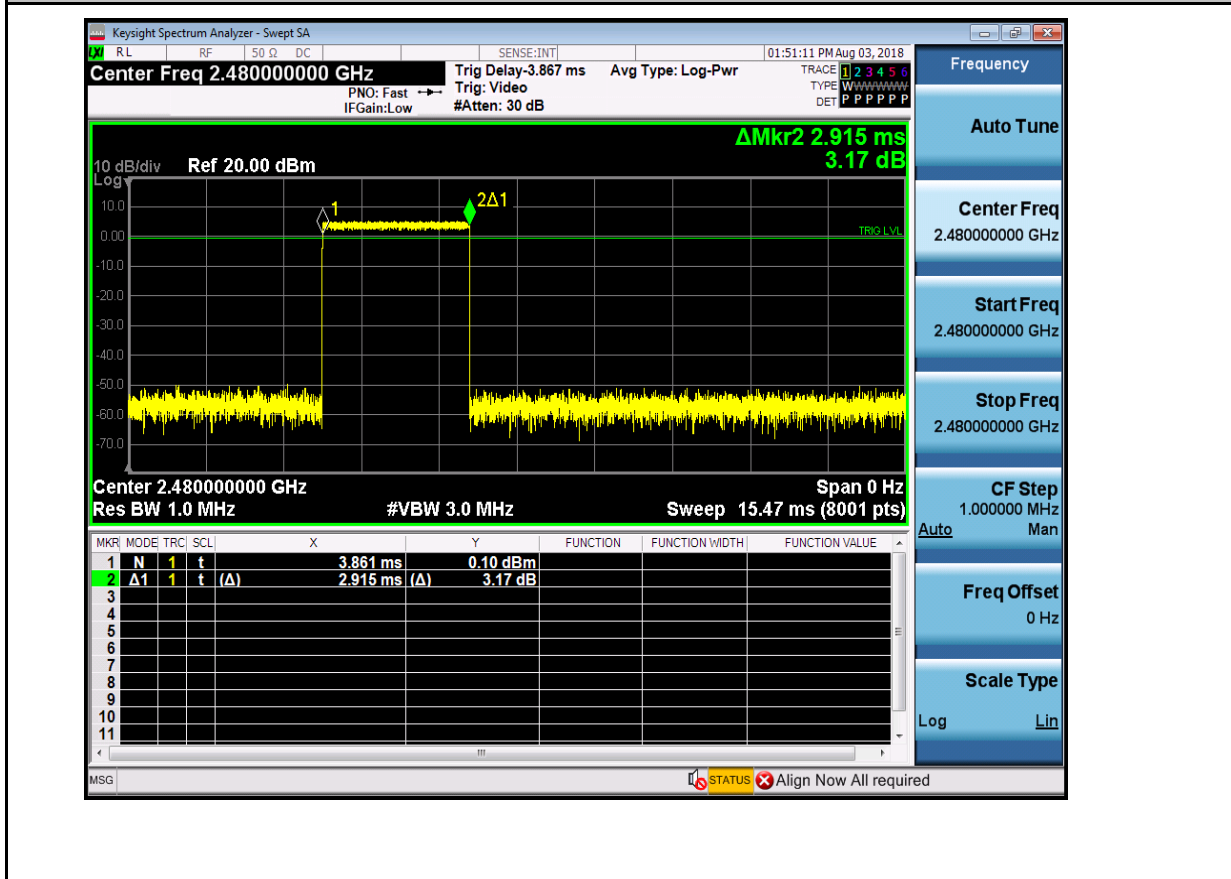 Keysight Spectrum Analyzer - Swept SA
LXI RL RF 50 Ω DC SENSE:INT 01:51:11 PM Aug 03, 2018
Center Freq 2.480000000 GHz
PNO: Fast
IFGain:Low
Trig Delay-3.867 ms
Trig: Video
#Atten: 30 dB
Avg Type: Log-Pwr
TRACE 1 2 3 4 5 6
TYPE WWWWWW
DET P P P P P P
ΔMkr2 2.915 ms
3.17 dB
10 dB/div Ref 20.00 dBm
Log
10.0
0.00
-10.0
-20.0
-30.0
-40.0
-50.0
-60.0
-70.0
1
2Δ1
TRIG LVL
Center 2.480000000 GHz Span 0 Hz
Res BW 1.0 MHz #VBW 3.0 MHz Sweep 15.47 ms (8001 pts)
MKR MODE TRC SCL X Y FUNCTION FUNCTION WIDTH FUNCTION VALUE
1 N 1 t 3.861 ms 0.10 dBm
2 Δ1 1 t (Δ) 2.915 ms (Δ) 3.17 dB
3
4
5
6
7
8
9
10
11
MSG STATUS Align Now All required
Frequency
Auto Tune
Center Freq
2.480000000 GHz
Start Freq
2.480000000 GHz
Stop Freq
2.480000000 GHz
CF Step
1.000000 MHz
Auto Man
Freq Offset
0 Hz
Scale Type
Log Lin